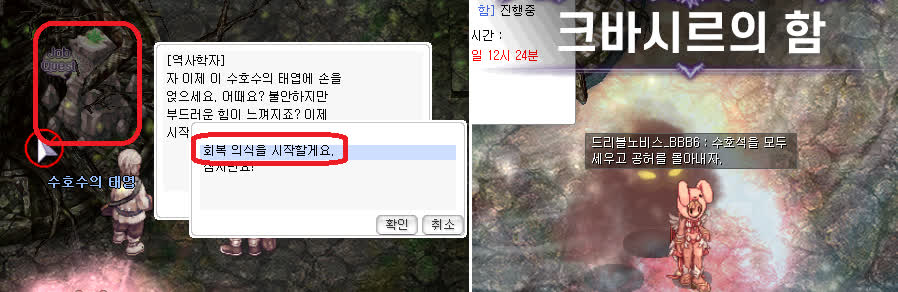 Job
Quest
[역사학자]
자 이제 이 수호수의 태엽에 손을
얹으세요. 어때요? 불안하지만
부드러운 힘이 느껴지죠? 이제
시작
회복 의식을 시작할게요.
잠시만요!
확인 취소
수호수의 태엽
함] 진행중
시간 :
일 12시 24분
크바시르의 함
드리블노비스_BBB6 : 수호석을 모두
세우고 공허를 몰아내자.